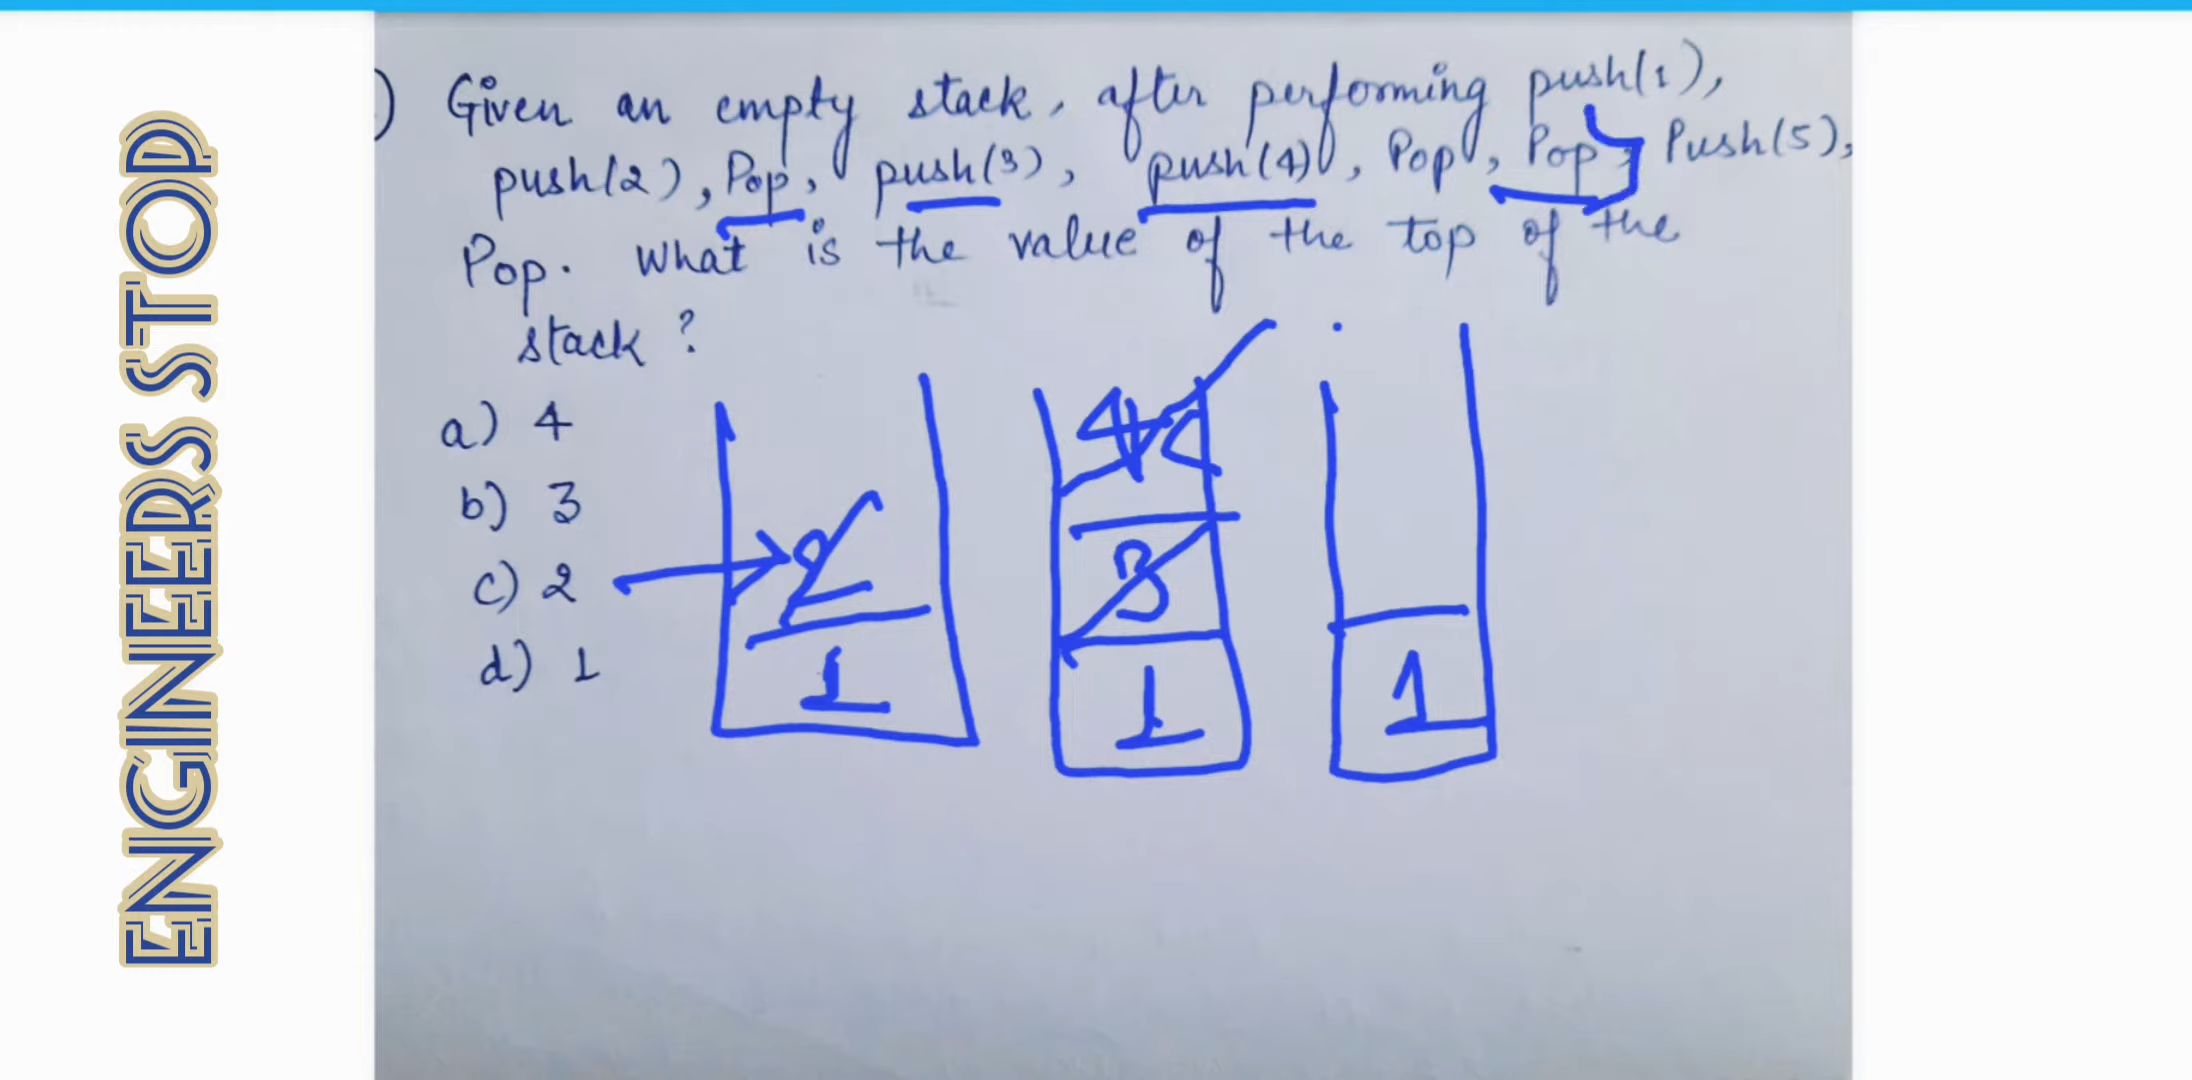 ENGINEERS STOD
) Given an empty stack, after performing push(1),
push(2), Pop, push(3), push(4), Pop, Pop, Push(5),
Pop. What is the value of the top of the
stack ?
a) 4
b) 3
c) 2
d) 1
2
1
4
3
1
1